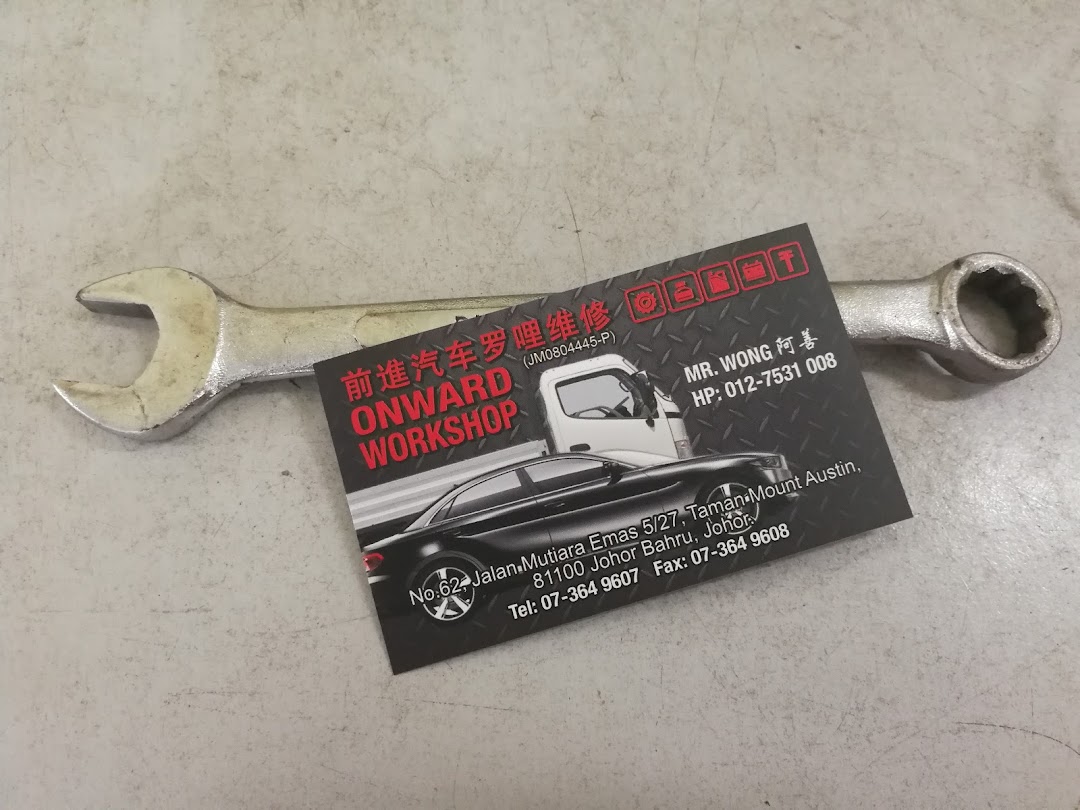 前進汽车罗哩维修
(JM0804445-P)
ONWARD
WORKSHOP
MR. WONG 阿善
HP: 012-7531 008
No.62, Jalan Mutiara Emas 5/27, Taman Mount Austin,
81100 Johor Bahru, Johor.
Tel: 07-364 9607 Fax: 07-364 9608